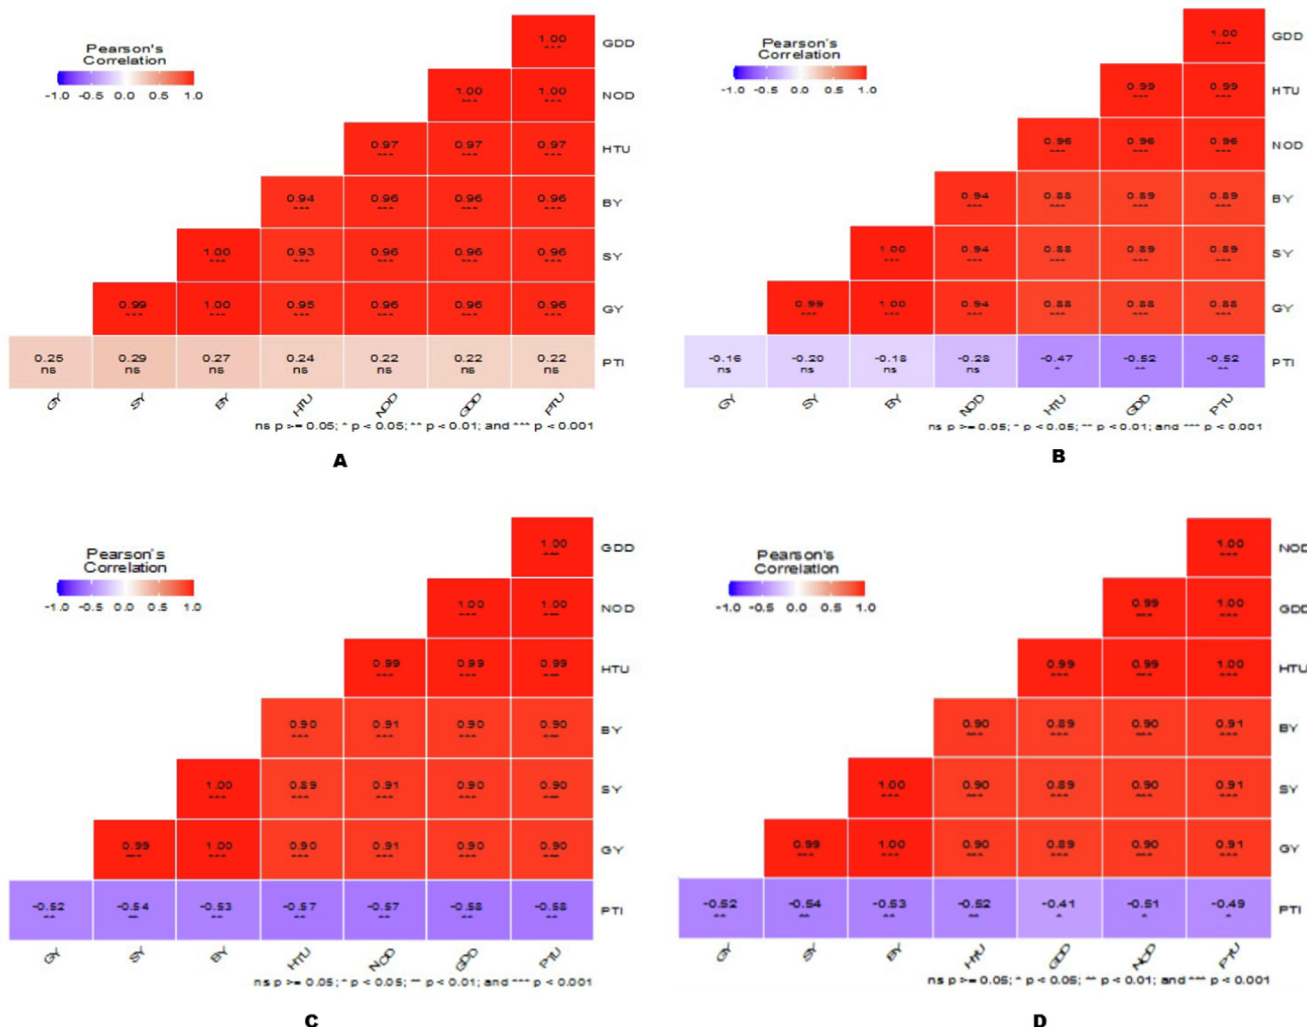 Pearson's
Correlation
-1.0 -0.5 0.0 0.5 1.0
1.00 GDD
***
1.00 1.00 NOD
*** ***
0.97 0.97 0.97 HTU
*** *** ***
0.94 0.96 0.96 0.96 BY
*** *** *** ***
1.00 0.93 0.96 0.96 0.96 SY
*** *** *** *** ***
0.99 1.00 0.95 0.96 0.96 0.96 GY
*** *** *** *** *** ***
0.25 0.29 0.27 0.24 0.22 0.22 0.22 PTI
ns ns ns ns ns ns ns
GY SY BY HTU NOD GDD PTU
ns p >= 0.05; * p < 0.05; ** p < 0.01; and *** p < 0.001
A
Pearson's
Correlation
-1.0 -0.5 0.0 0.5 1.0
1.00 GDD
***
0.99 0.99 HTU
*** ***
0.96 0.96 0.96 NOD
*** *** ***
0.94 0.88 0.89 0.89 BY
*** *** *** ***
1.00 0.94 0.88 0.89 0.89 SY
*** *** *** *** ***
0.99 1.00 0.94 0.88 0.88 0.88 GY
*** *** *** *** *** ***
-0.16 -0.20 -0.18 -0.28 -0.47 -0.52 -0.52 PTI
ns ns ns ns * ** **
GY SY BY NOD HTU GDD PTU
ns p >= 0.05; * p < 0.05; ** p < 0.01; and *** p < 0.001
B
Pearson's
Correlation
-1.0 -0.5 0.0 0.5 1.0
1.00 GDD
***
1.00 1.00 NOD
*** ***
0.99 0.99 0.99 HTU
*** *** ***
0.90 0.91 0.90 0.90 BY
*** *** *** ***
1.00 0.89 0.91 0.90 0.90 SY
*** *** *** *** ***
0.99 1.00 0.90 0.91 0.90 0.90 GY
*** *** *** *** *** ***
-0.52 -0.54 -0.53 -0.57 -0.57 -0.58 -0.58 PTI
** ** ** ** ** ** **
GY SY BY HTU NOD GDD PTU
ns p >= 0.05; * p < 0.05; ** p < 0.01; and *** p < 0.001
C
Pearson's
Correlation
-1.0 -0.5 0.0 0.5 1.0
1.00 NOD
***
0.99 1.00 GDD
*** ***
0.99 0.99 1.00 HTU
*** *** ***
0.90 0.89 0.90 0.91 BY
*** *** *** ***
1.00 0.90 0.89 0.90 0.91 SY
*** *** *** *** ***
0.99 1.00 0.90 0.89 0.90 0.91 GY
*** *** *** *** *** ***
-0.52 -0.54 -0.53 -0.52 -0.41 -0.51 -0.49 PTI
** ** ** ** * * *
GY SY BY HTU GDD NOD PTU
ns p >= 0.05; * p < 0.05; ** p < 0.01; and *** p < 0.001
D